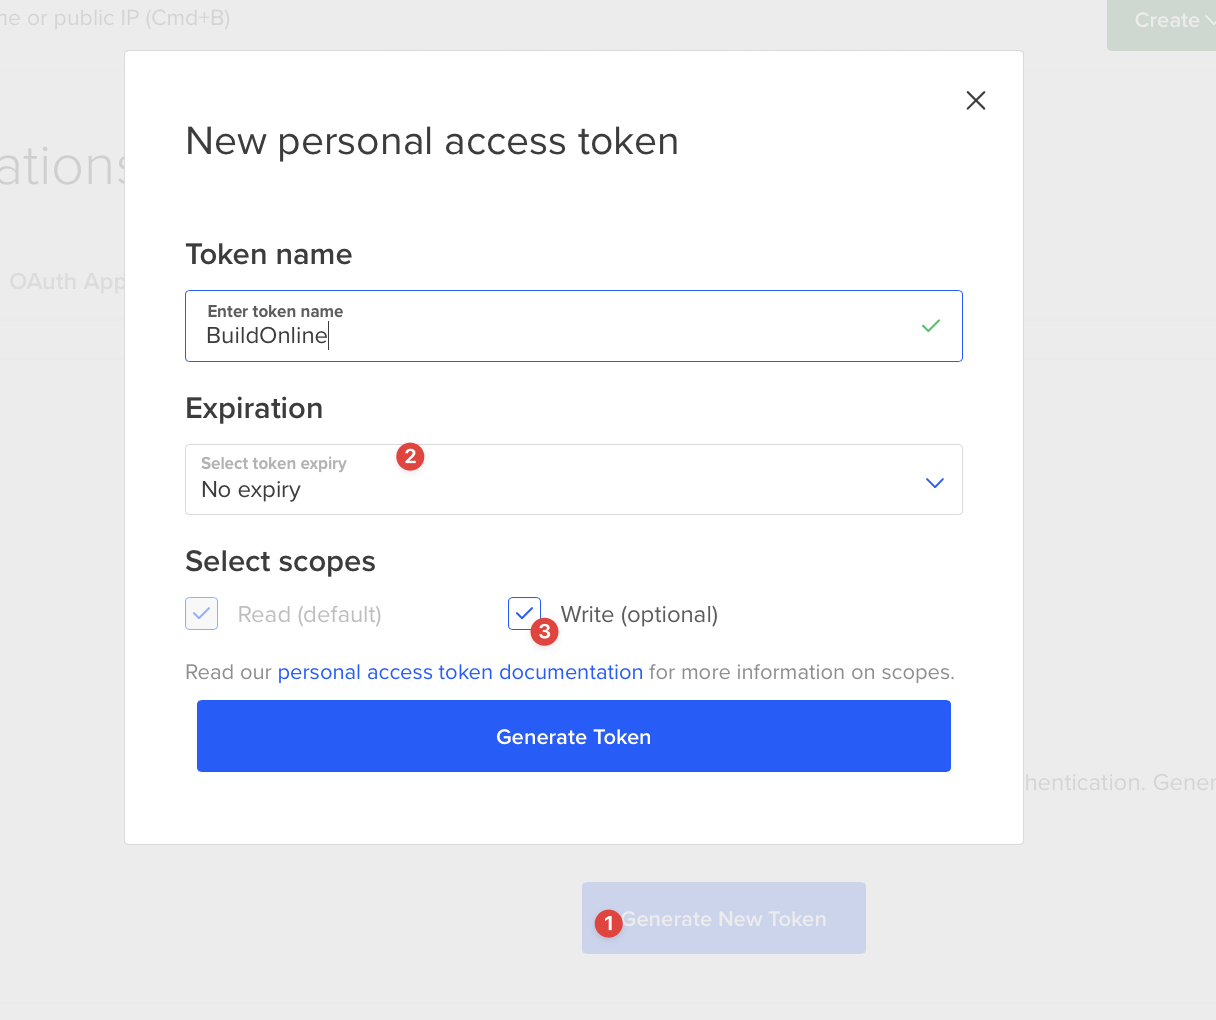 me or public IP (Cmd+B)
Create
New personal access token
ations
OAuth App
Token name
Enter token name
BuildOnline
Expiration
Select token expiry
2
No expiry
Select scopes
Read (default)
Write (optional)
3
Read our personal access token documentation for more information on scopes.
Generate Token
hentication. Gener
1
Generate New Token